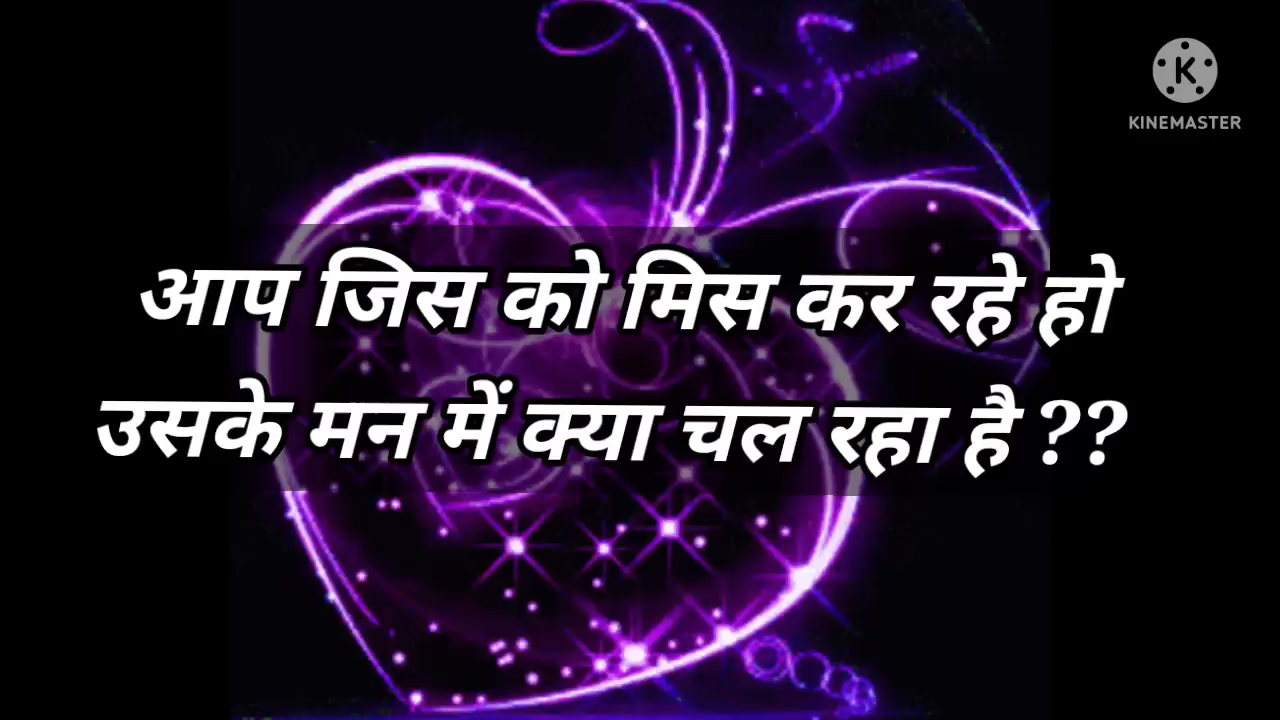 KINEMASTER
आप जिस को मिस कर रहे हो
उसके मन में क्या चल रहा है ??